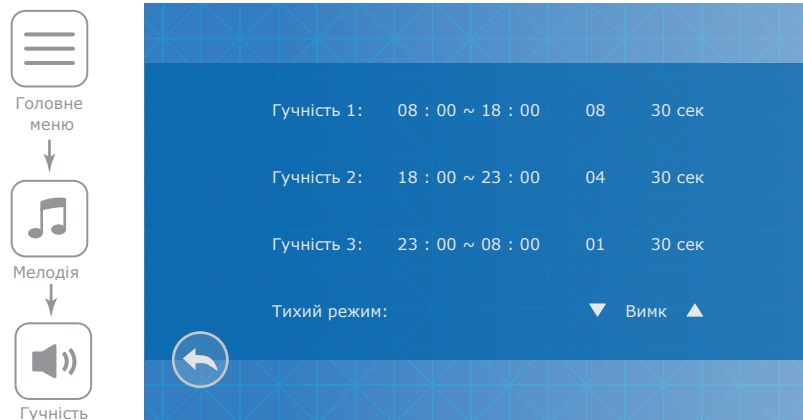 Головне
меню
Мелодія
Гучність
Гучність 1: 08 : 00 ~ 18 : 00 08 30 сек
Гучність 2: 18 : 00 ~ 23 : 00 04 30 сек
Гучність 3: 23 : 00 ~ 08 : 00 01 30 сек
Тихий режим: Вимк